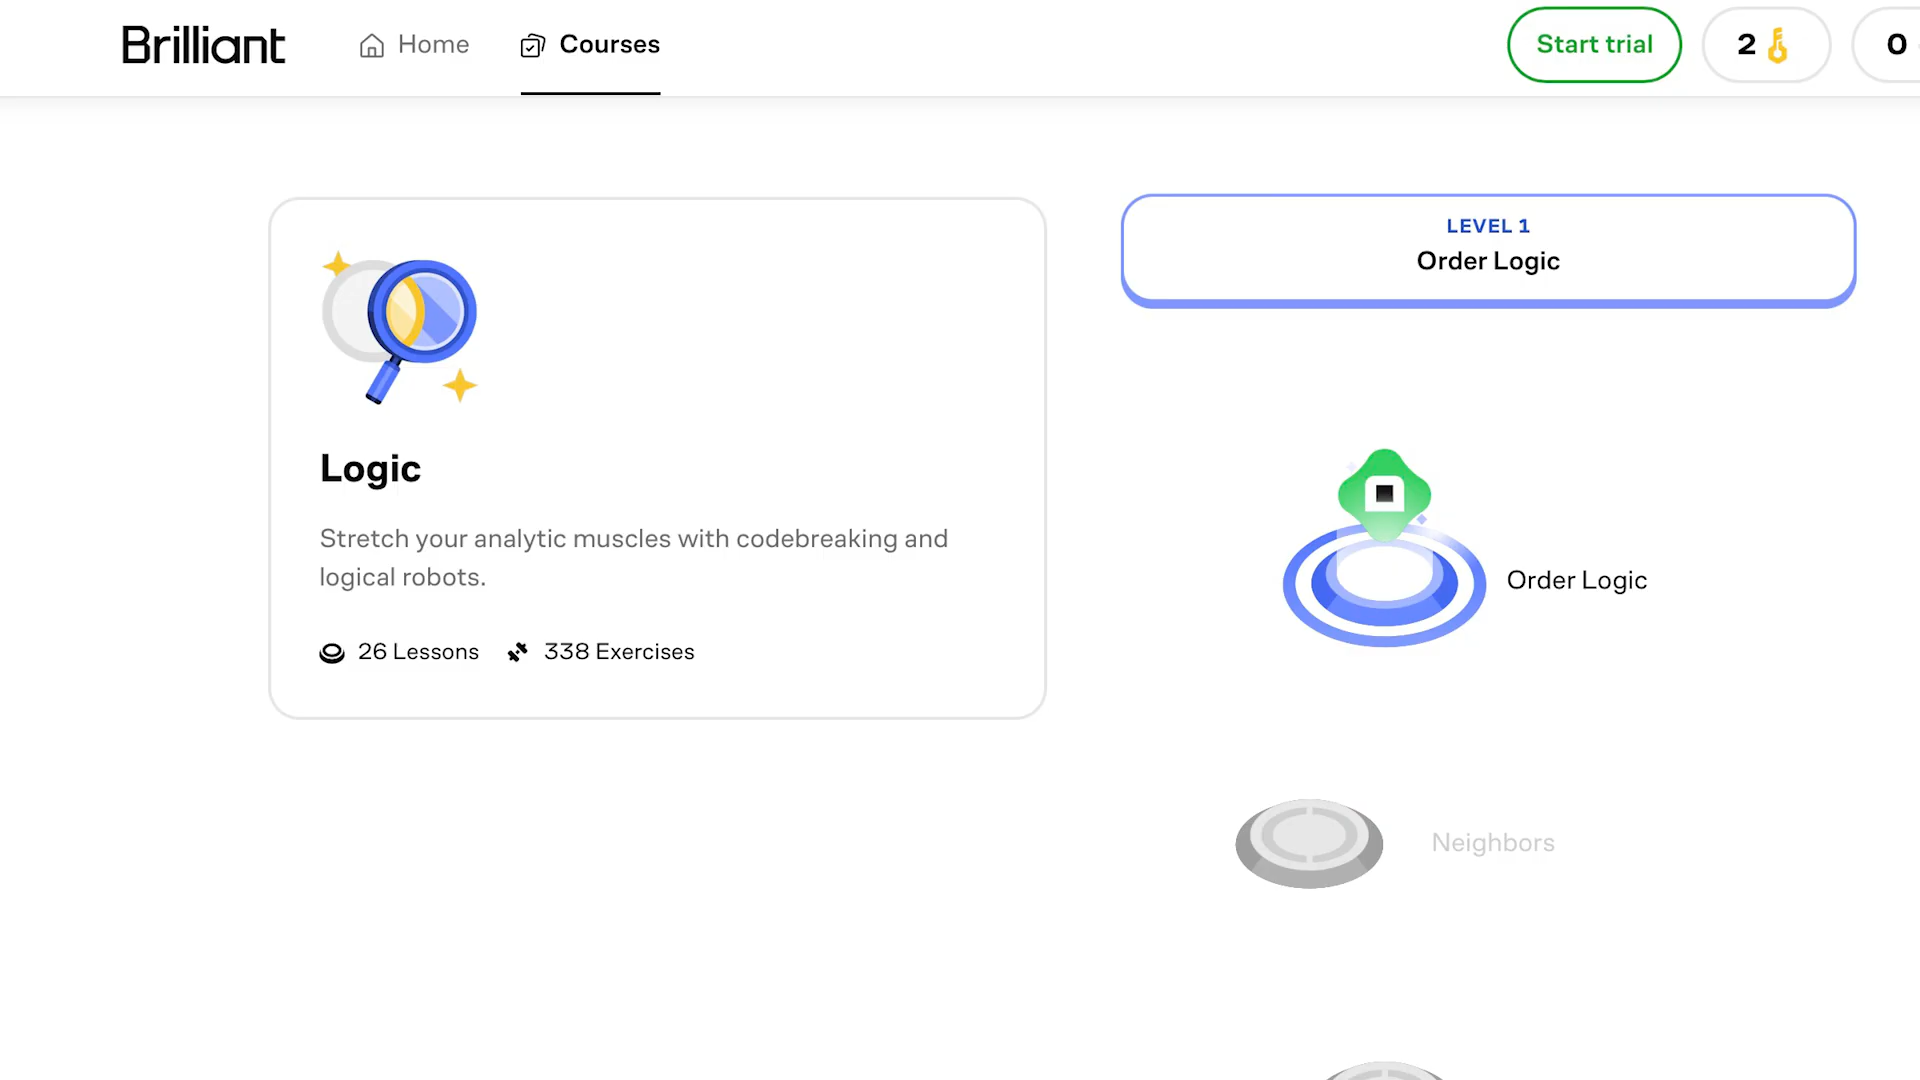 Brilliant
Home
Courses
Start trial
2
0
LEVEL 1
Order Logic
Logic
Stretch your analytic muscles with codebreaking and
logical robots.
26 Lessons
338 Exercises
Order Logic
Neighbors